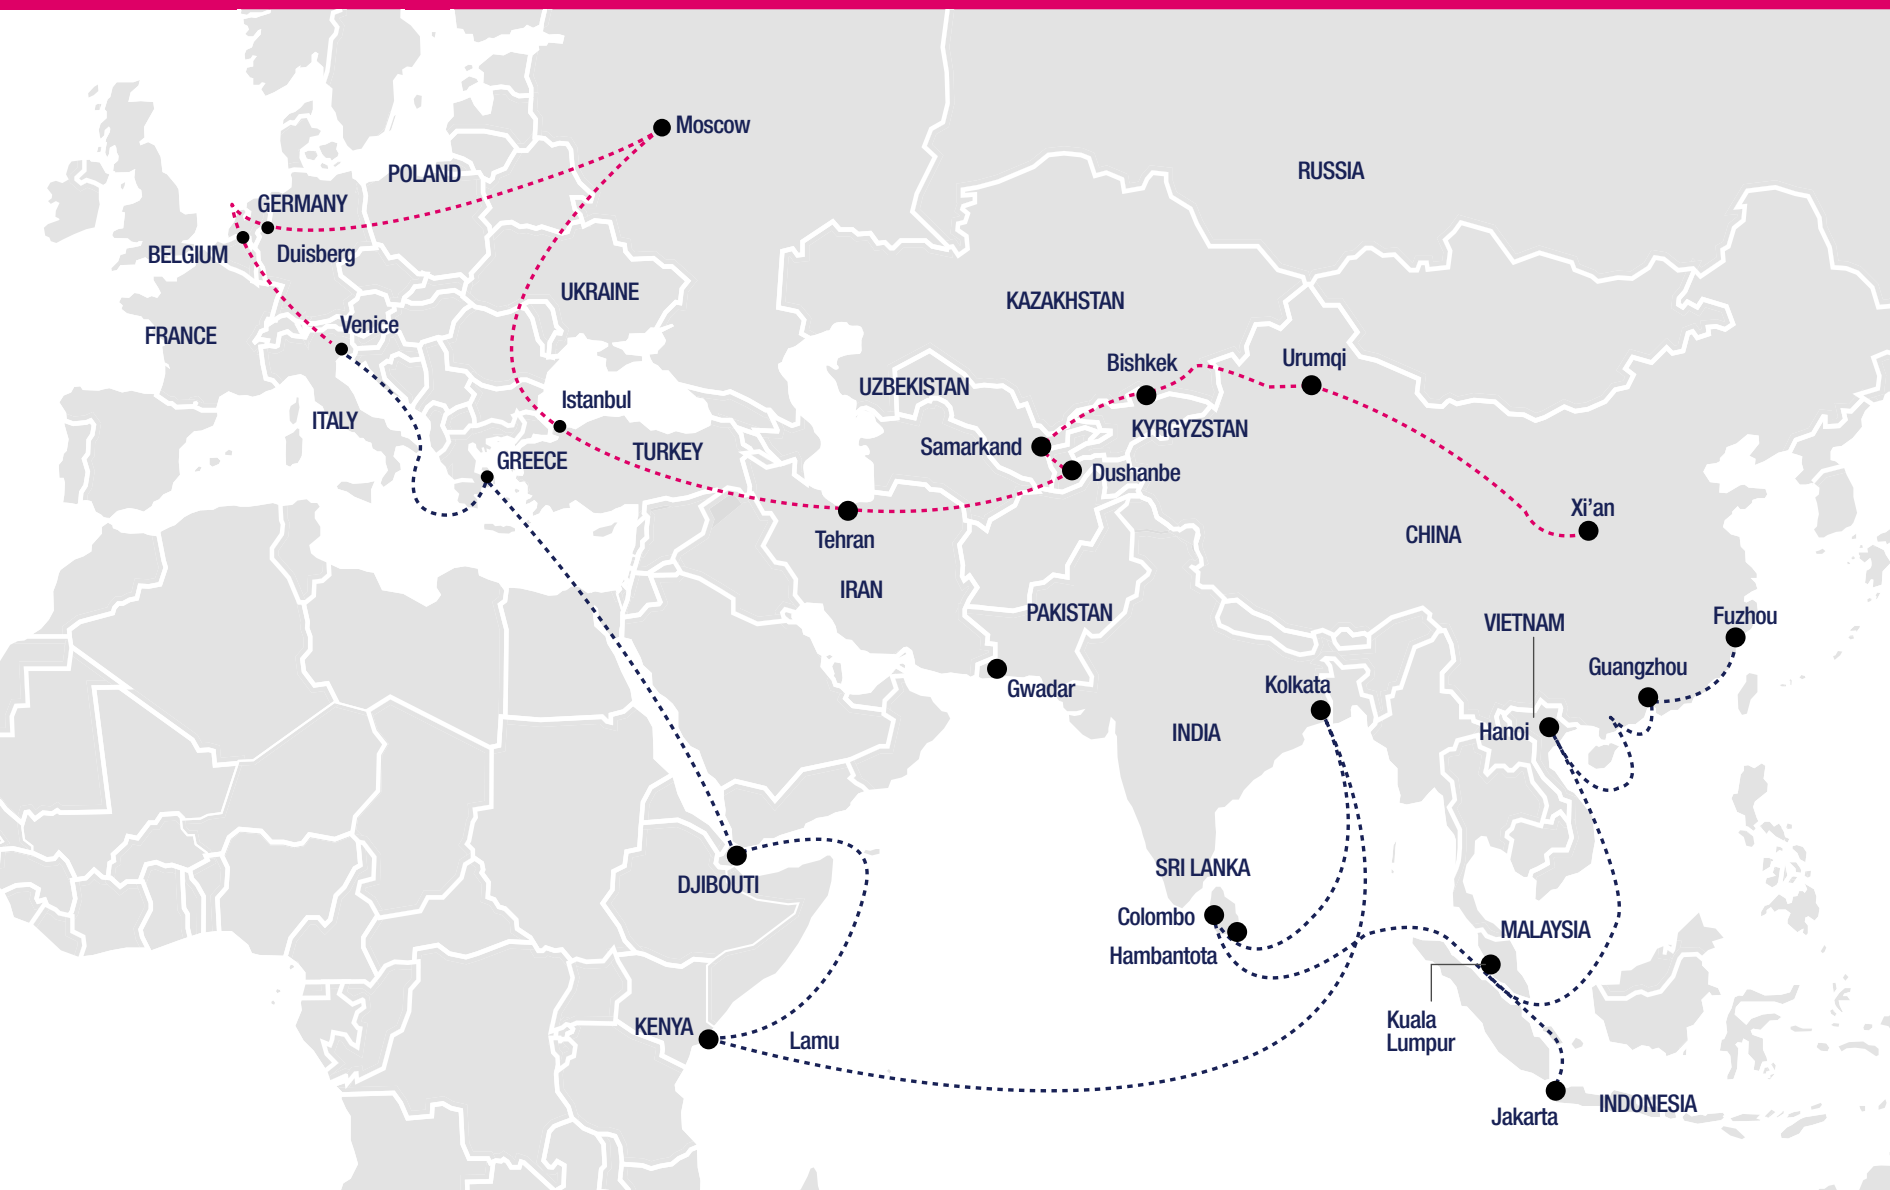 Moscow
RUSSIA
POLAND
GERMANY
BELGIUM
Duisberg
UKRAINE
KAZAKHSTAN
Venice
FRANCE
Bishkek
Urumqi
UZBEKISTAN
Istanbul
ITALY
KYRGYZSTAN
Samarkand
TURKEY
GREECE
Dushanbe
Xi’an
CHINA
Tehran
IRAN
PAKISTAN
VIETNAM
Fuzhou
Guangzhou
Kolkata
Gwadar
INDIA
Hanoi
SRI LANKA
DJIBOUTI
Colombo
MALAYSIA
Hambantota
KENYA
Lamu
Kuala
Lumpur
INDONESIA
Jakarta